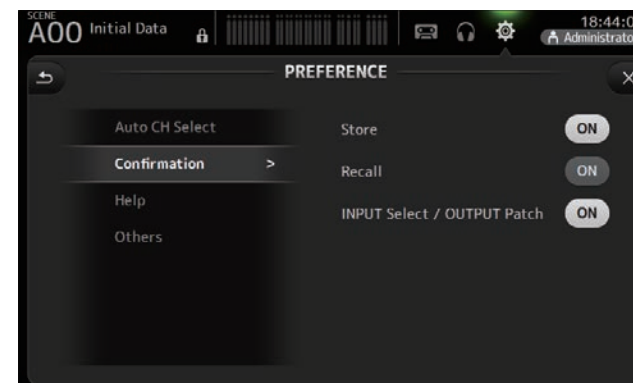 SCENE
A00 Initial Data
18:44:0
Administrato
PREFERENCE
Auto CH Select
Store ON
Confirmation >
Recall ON
Help
INPUT Select / OUTPUT Patch ON
Others